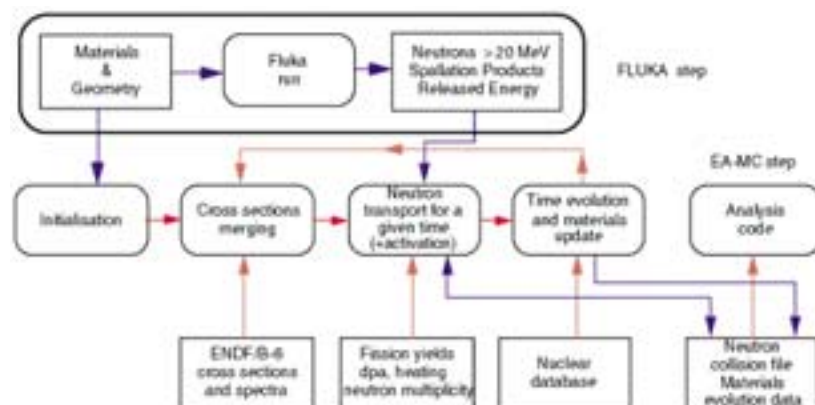 Materials
&
Geometry
Fluka
run
Neutrons >20 MeV
Spallation Products
Released Energy
FLUKA step
EA-MC step
Initialisation
Cross sections
merging
Neutron
transport for a
given time
(+activation)
Time evolution
and materials
update
Analysis
code
ENDF/B-6
cross sections
and spectra
Fission yields
dpa, heating
neutron multiplicity
Nuclear
database
Neutron
collision file
Materials
evolution data